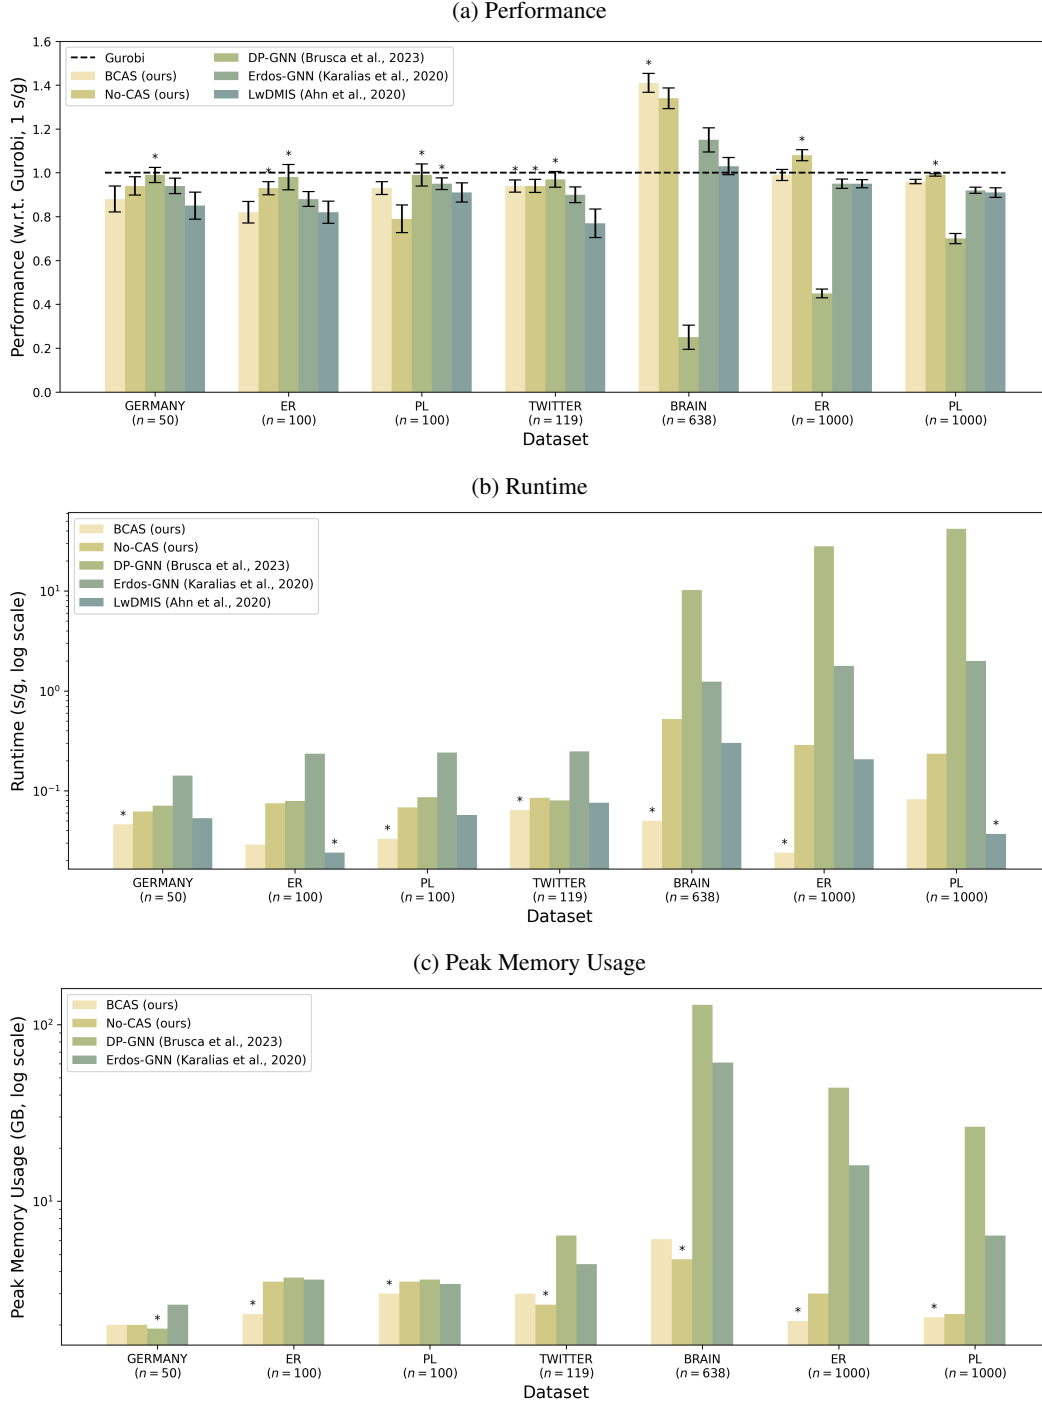 (a) Performance
Performance (w.r.t. Gurobi, 1 s/g)
1.6
1.4
1.2
1.0
0.8
0.6
0.4
0.2
0.0
Gurobi
BCAS (ours)
No-CAS (ours)
DP-GNN (Brusca et al., 2023)
Erdos-GNN (Karalias et al., 2020)
LwDMIS (Ahn et al., 2020)
* * * * * * * * * * *
GERMANY
(n = 50)
ER
(n = 100)
PL
(n = 100)
TWITTER
(n = 119)
BRAIN
(n = 638)
ER
(n = 1000)
PL
(n = 1000)
Dataset
(b) Runtime
Runtime (s/g, log scale)
10¹
10⁰
10⁻¹
BCAS (ours)
No-CAS (ours)
DP-GNN (Brusca et al., 2023)
Erdos-GNN (Karalias et al., 2020)
LwDMIS (Ahn et al., 2020)
* * * * * * *
GERMANY
(n = 50)
ER
(n = 100)
PL
(n = 100)
TWITTER
(n = 119)
BRAIN
(n = 638)
ER
(n = 1000)
PL
(n = 1000)
Dataset
(c) Peak Memory Usage
Peak Memory Usage (GB, log scale)
10²
10¹
BCAS (ours)
No-CAS (ours)
DP-GNN (Brusca et al., 2023)
Erdos-GNN (Karalias et al., 2020)
* * * * * * *
GERMANY
(n = 50)
ER
(n = 100)
PL
(n = 100)
TWITTER
(n = 119)
BRAIN
(n = 638)
ER
(n = 1000)
PL
(n = 1000)
Dataset